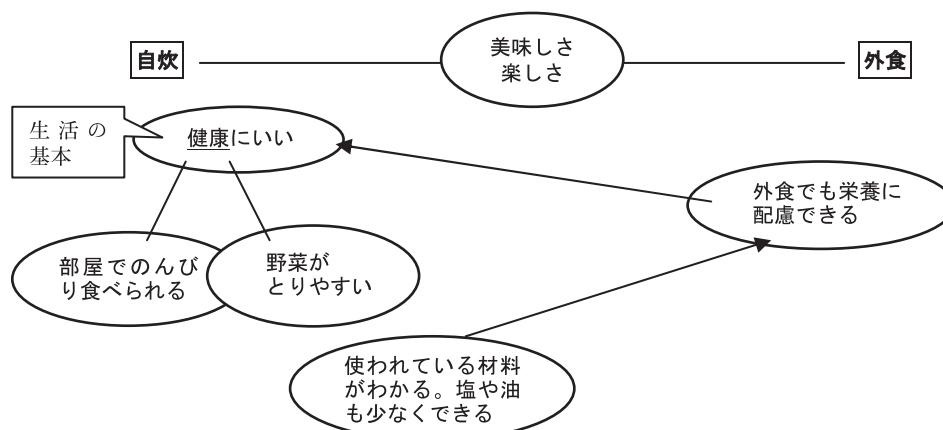 自炊
美味しさ
楽しさ
外食
生活の
基本
健康にいい
外食でも栄養に
配慮できる
部屋でのんび
り食べられる
野菜が
とりやすい
使われている材料
がわかる。塩や油
も少なくできる